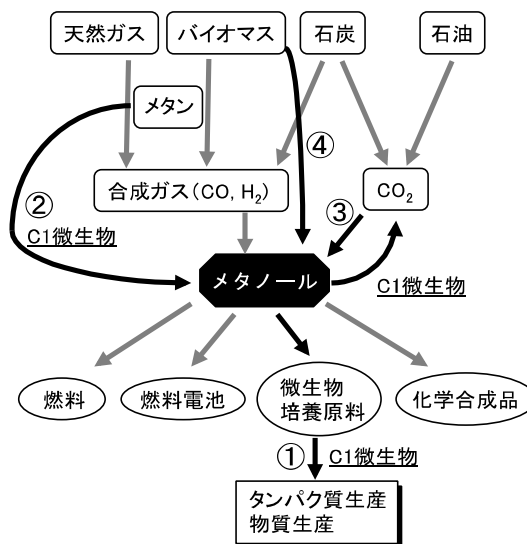 天然ガス
バイオマス
石炭
石油
メタン
④
合成ガス(CO, H₂)
CO₂
②
C1微生物
③
メタノール
C1微生物
燃料
燃料電池
微生物
培養原料
化学合成品
①
C1微生物
タンパク質生産
物質生産